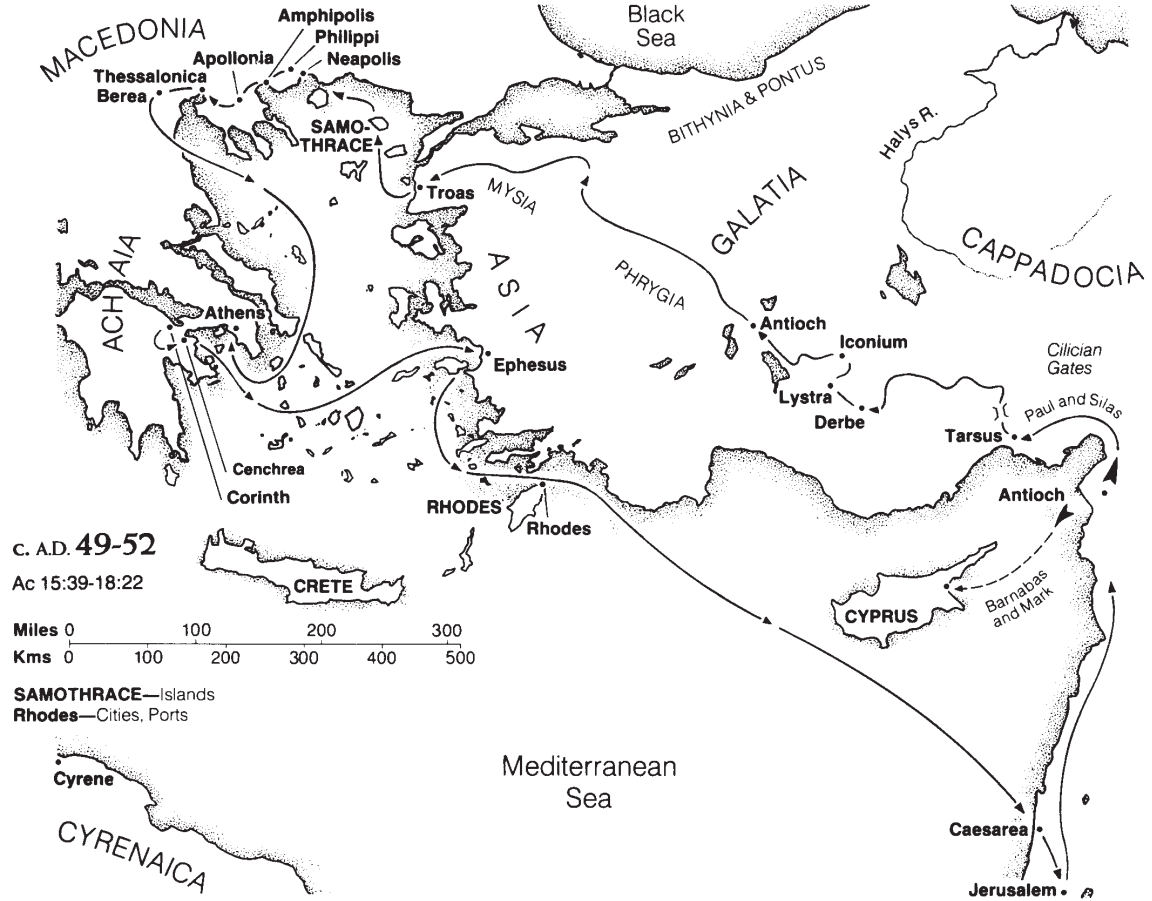 MACEDONIA
Amphipolis
Philippi
Neapolis
Apollonia
Thessalonica
Berea
SAMO-
THRACE
Troas
Black
Sea
BITHYNIA & PONTUS
Halys R.
MYSIA
GALATIA
CAPPADOCIA
PHRYGIA
ASIA
ACHAIA
Athens
Ephesus
Antioch
Iconium
Lystra
Derbe
Cilician
Gates
Paul and Silas
Tarsus
Antioch
Cenchrea
Corinth
RHODES
Rhodes
CRETE
CYPRUS
Barnabas
and Mark
C. A.D. 49-52
Ac 15:39-18:22
Miles 0 100 200 300
Kms 0 100 200 300 400 500
SAMOTHRACE—Islands
Rhodes—Cities, Ports
Cyrene
CYRENAICA
Mediterranean
Sea
Caesarea
Jerusalem